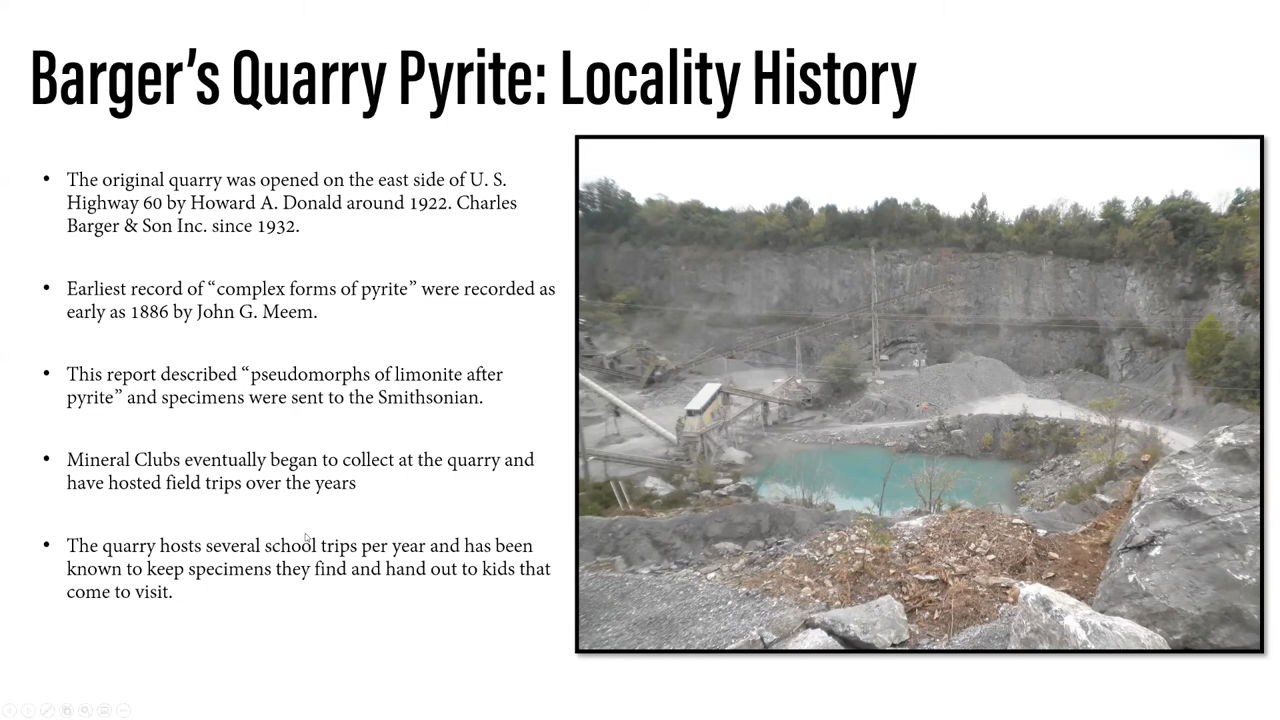 Barger’s Quarry Pyrite: Locality History
• The original quarry was opened on the east side of U. S.
Highway 60 by Howard A. Donald around 1922. Charles
Barger & Son Inc. since 1932.
• Earliest record of “complex forms of pyrite” were recorded as
early as 1886 by John G. Meem.
• This report described “pseudomorphs of limonite after
pyrite” and specimens were sent to the Smithsonian.
• Mineral Clubs eventually began to collect at the quarry and
have hosted field trips over the years
• The quarry hosts several school trips per year and has been
known to keep specimens they find and hand out to kids that
come to visit.